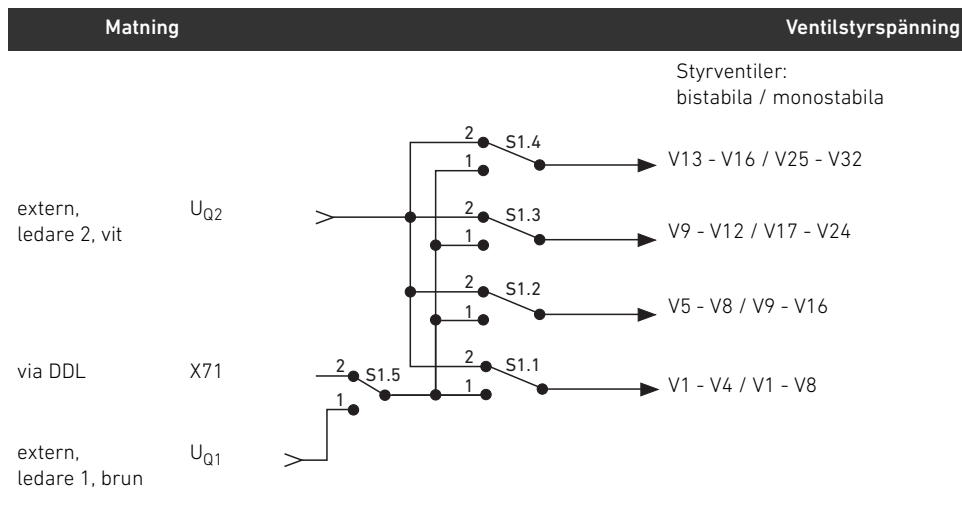 Matning Ventilstyrspänning
Styrventiler:
bistabila / monostabila
2 S1.4
1
V13 - V16 / V25 - V32
extern, UQ2
ledare 2, vit
2 S1.3
1
V9 - V12 / V17 - V24
2 S1.2
1
V5 - V8 / V9 - V16
via DDL X71
2 S1.5
1
2 S1.1
1
V1 - V4 / V1 - V8
extern, UQ1
ledare 1, brun